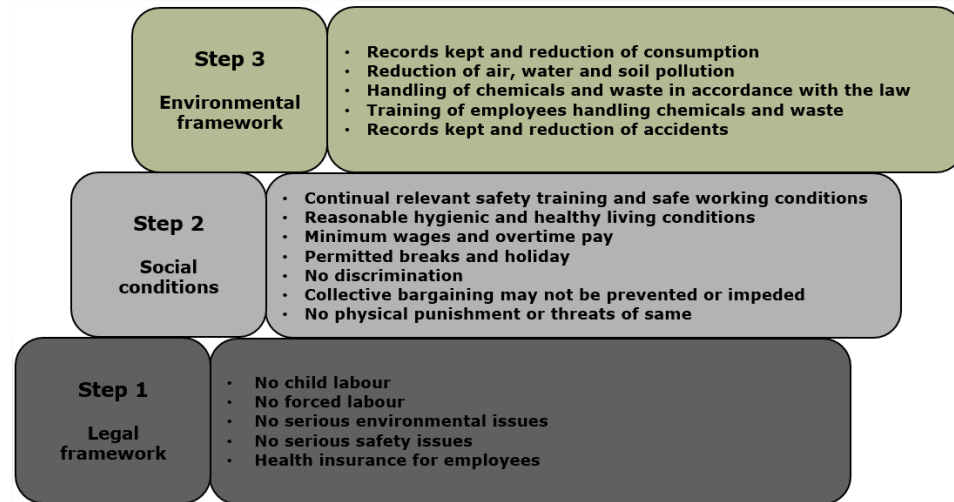 Step 3
Environmental
framework
• Records kept and reduction of consumption
• Reduction of air, water and soil pollution
• Handling of chemicals and waste in accordance with the law
• Training of employees handling chemicals and waste
• Records kept and reduction of accidents
Step 2
Social
conditions
• Continual relevant safety training and safe working conditions
• Reasonable hygienic and healthy living conditions
• Minimum wages and overtime pay
• Permitted breaks and holiday
• No discrimination
• Collective bargaining may not be prevented or impeded
• No physical punishment or threats of same
Step 1
Legal
framework
• No child labour
• No forced labour
• No serious environmental issues
• No serious safety issues
• Health insurance for employees